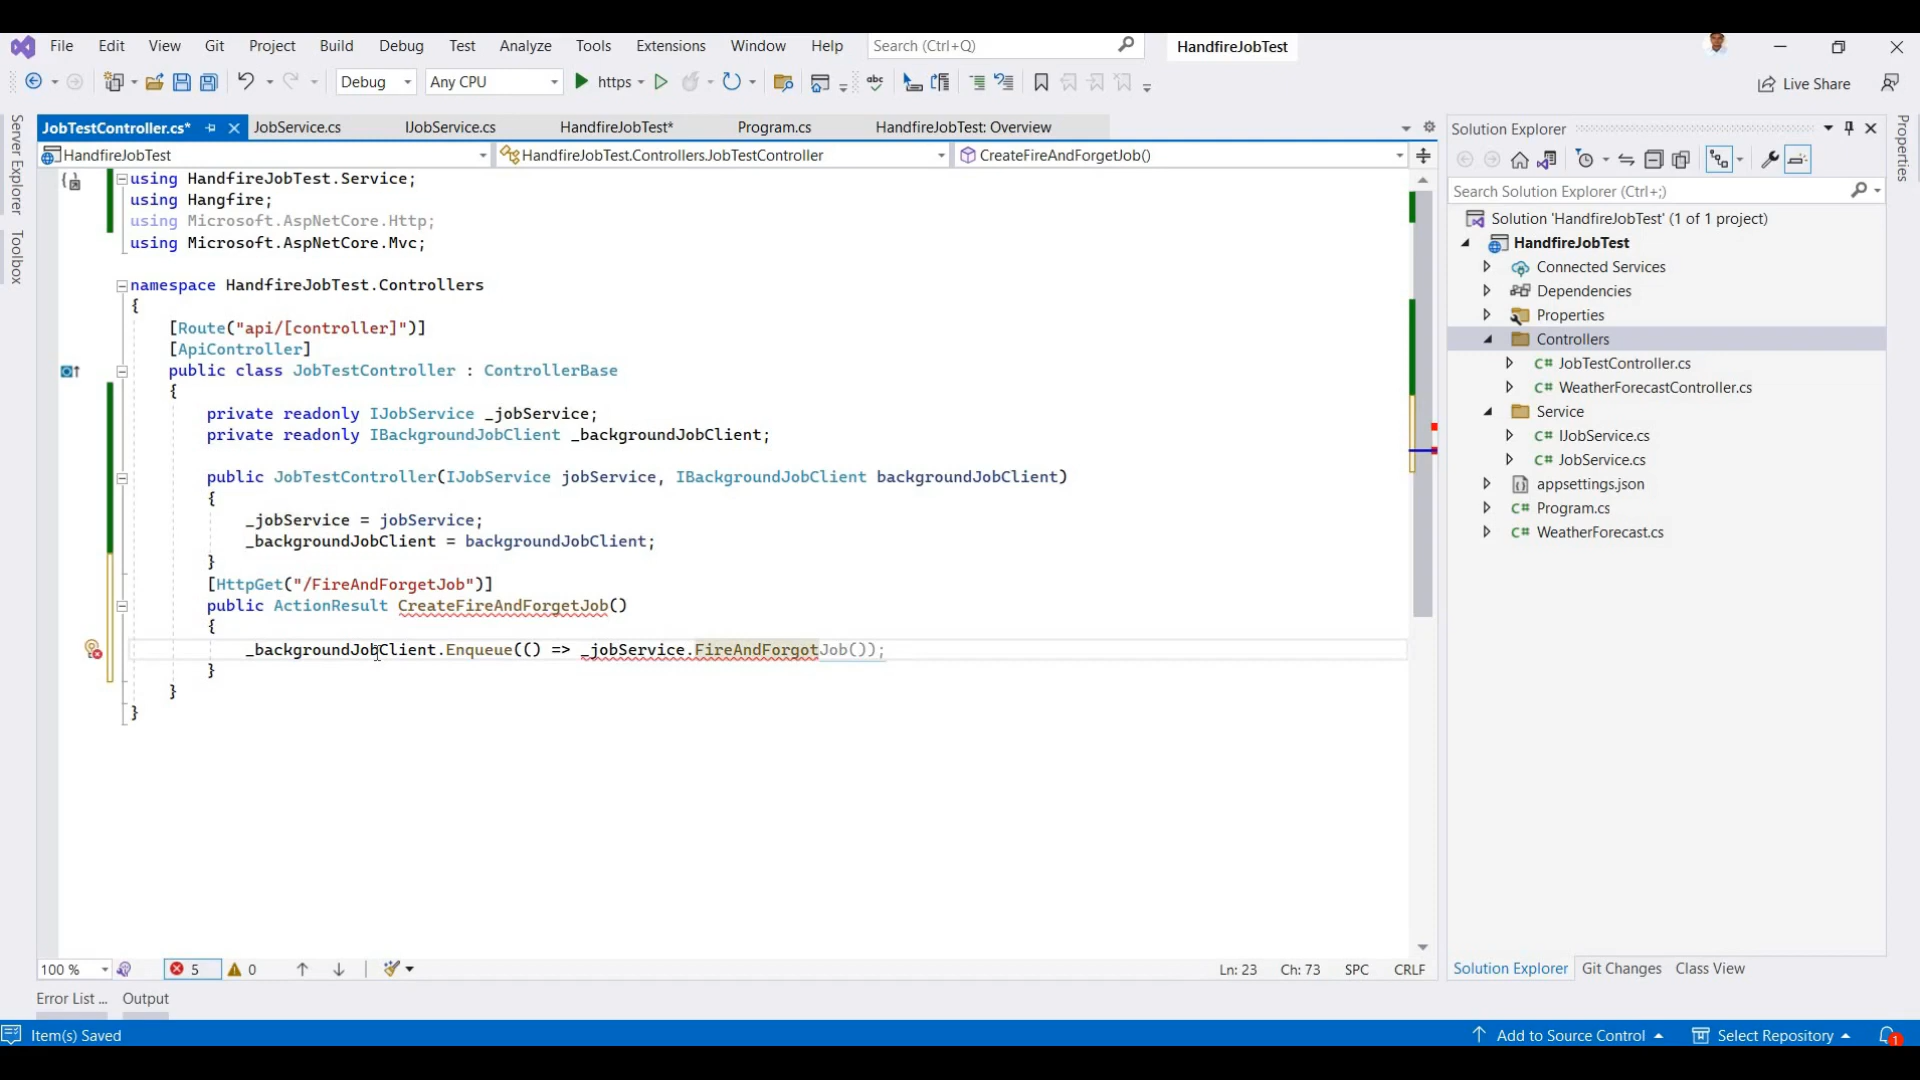 File Edit View Git Project Build Debug Test Analyze Tools Extensions Window Help Search (Ctrl+Q) HandfireJobTest
Debug Any CPU https Live Share
JobTestController.cs* JobService.cs IJobService.cs HandfireJobTest* Program.cs HandfireJobTest: Overview
HandfireJobTest HandfireJobTest.Controllers.JobTestController CreateFireAndForgetJob()
Server Explorer
Toolbox
using HandfireJobTest.Service;
using Hangfire;
using Microsoft.AspNetCore.Http;
using Microsoft.AspNetCore.Mvc;
namespace HandfireJobTest.Controllers
{
[Route("api/[controller]")]
[ApiController]
public class JobTestController : ControllerBase
{
private readonly IJobService _jobService;
private readonly IBackgroundJobClient _backgroundJobClient;
public JobTestController(IJobService jobService, IBackgroundJobClient backgroundJobClient)
{
_jobService = jobService;
_backgroundJobClient = backgroundJobClient;
}
[HttpGet("/FireAndForgetJob")]
public ActionResult CreateFireAndForgetJob()
{
_backgroundJobClient.Enqueue(() => _jobService.FireAndForgotJob());
}
}
}
Solution Explorer
Search Solution Explorer (Ctrl+;)
Solution 'HandfireJobTest' (1 of 1 project)
HandfireJobTest
Connected Services
Dependencies
Properties
Controllers
C# JobTestController.cs
C# WeatherForecastController.cs
Service
C# IJobService.cs
C# JobService.cs
appsettings.json
C# Program.cs
C# WeatherForecast.cs
Properties
100 % 5 0 Ln: 23 Ch: 73 SPC CRLF
Solution Explorer Git Changes Class View
Error List ... Output
Item(s) Saved Add to Source Control Select Repository 1